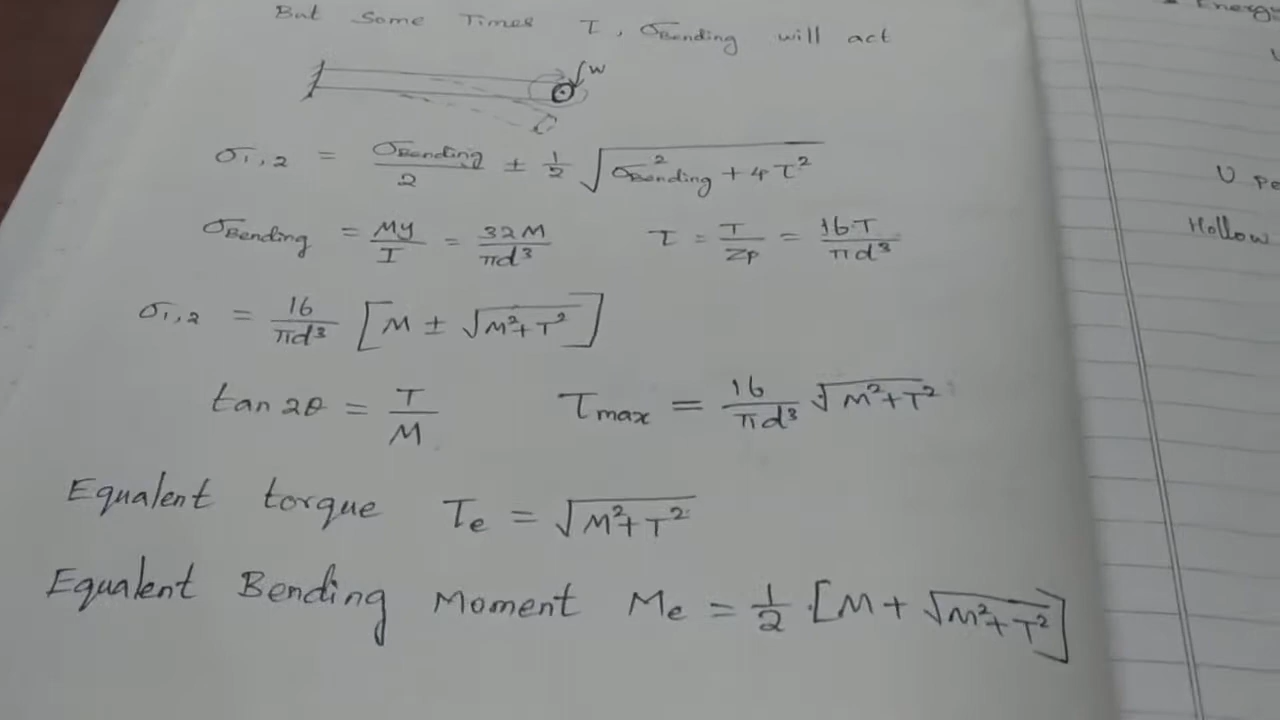 But Some Times τ, σBending will act
W
σ1,2 = σBending/2 ± 1/2 √(σ²Bending + 4τ²)
σBending = My/I = 32M/πd³ τ = T/Zp = 16T/πd³
σ1,2 = 16/πd³ [M ± √(M²+T²)]
tan 2θ = T/M τmax = 16/πd³ √(M²+T²)
Equalent torque Te = √(M²+T²)
Equalent Bending Moment Me = 1/2 [M + √(M²+T²)]
Energy
U Pe
Hollow